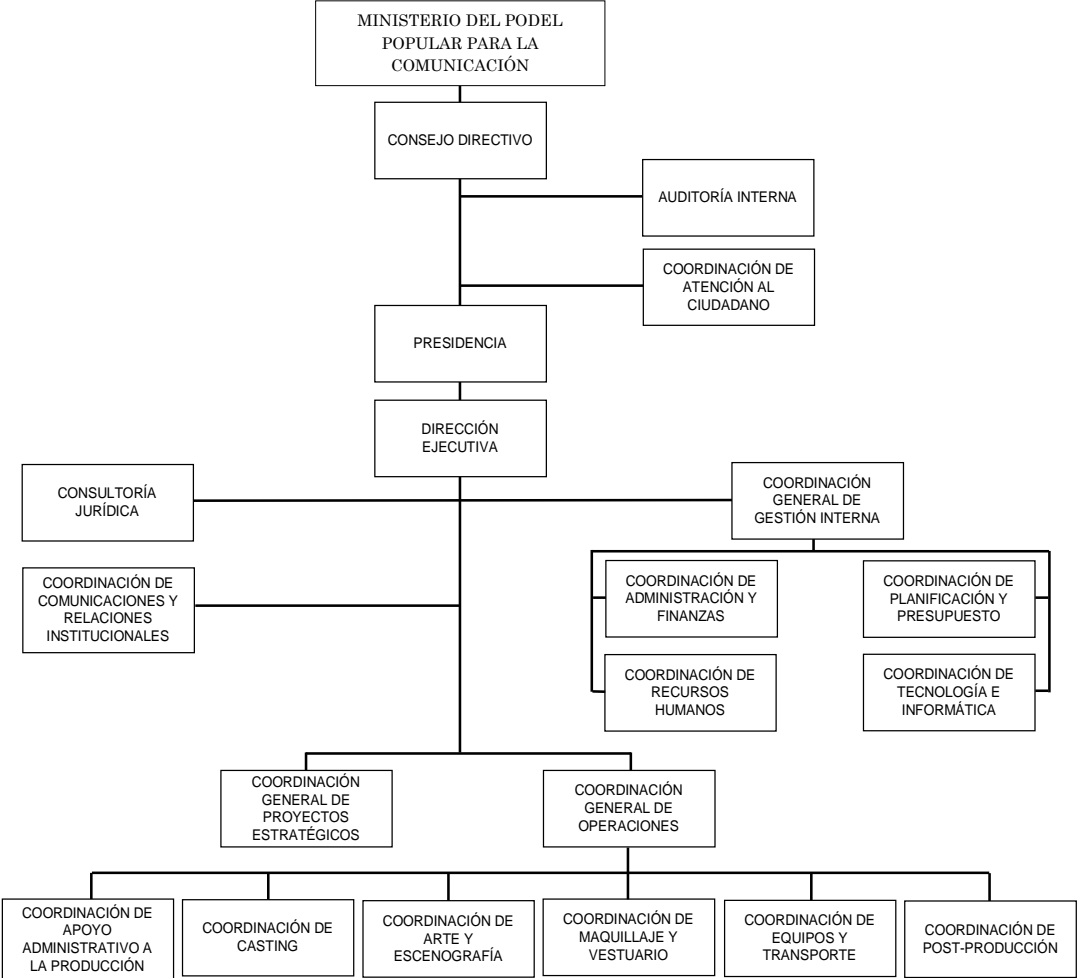 MINISTERIO DEL PODEL
POPULAR PARA LA
COMUNICACIÓN
CONSEJO DIRECTIVO
AUDITORÍA INTERNA
COORDINACIÓN DE
ATENCIÓN AL
CIUDADANO
PRESIDENCIA
DIRECCIÓN
EJECUTIVA
CONSULTORÍA
JURÍDICA
COORDINACIÓN
GENERAL DE
GESTIÓN INTERNA
COORDINACIÓN DE
COMUNICACIONES Y
RELACIONES
INSTITUCIONALES
COORDINACIÓN DE
ADMINISTRACIÓN Y
FINANZAS
COORDINACIÓN DE
PLANIFICACIÓN Y
PRESUPUESTO
COORDINACIÓN DE
RECURSOS
HUMANOS
COORDINACIÓN DE
TECNOLOGÍA E
INFORMÁTICA
COORDINACIÓN
GENERAL DE
PROYECTOS
ESTRATÉGICOS
COORDINACIÓN
GENERAL DE
OPERACIONES
COORDINACIÓN DE
APOYO
ADMINISTRATIVO A
LA PRODUCCIÓN
COORDINACIÓN DE
CASTING
COORDINACIÓN DE
ARTE Y
ESCENOGRAFÍA
COORDINACIÓN DE
MAQUILLAJE Y
VESTUARIO
COORDINACIÓN DE
EQUIPOS Y
TRANSPORTE
COORDINACIÓN DE
POST-PRODUCCIÓN